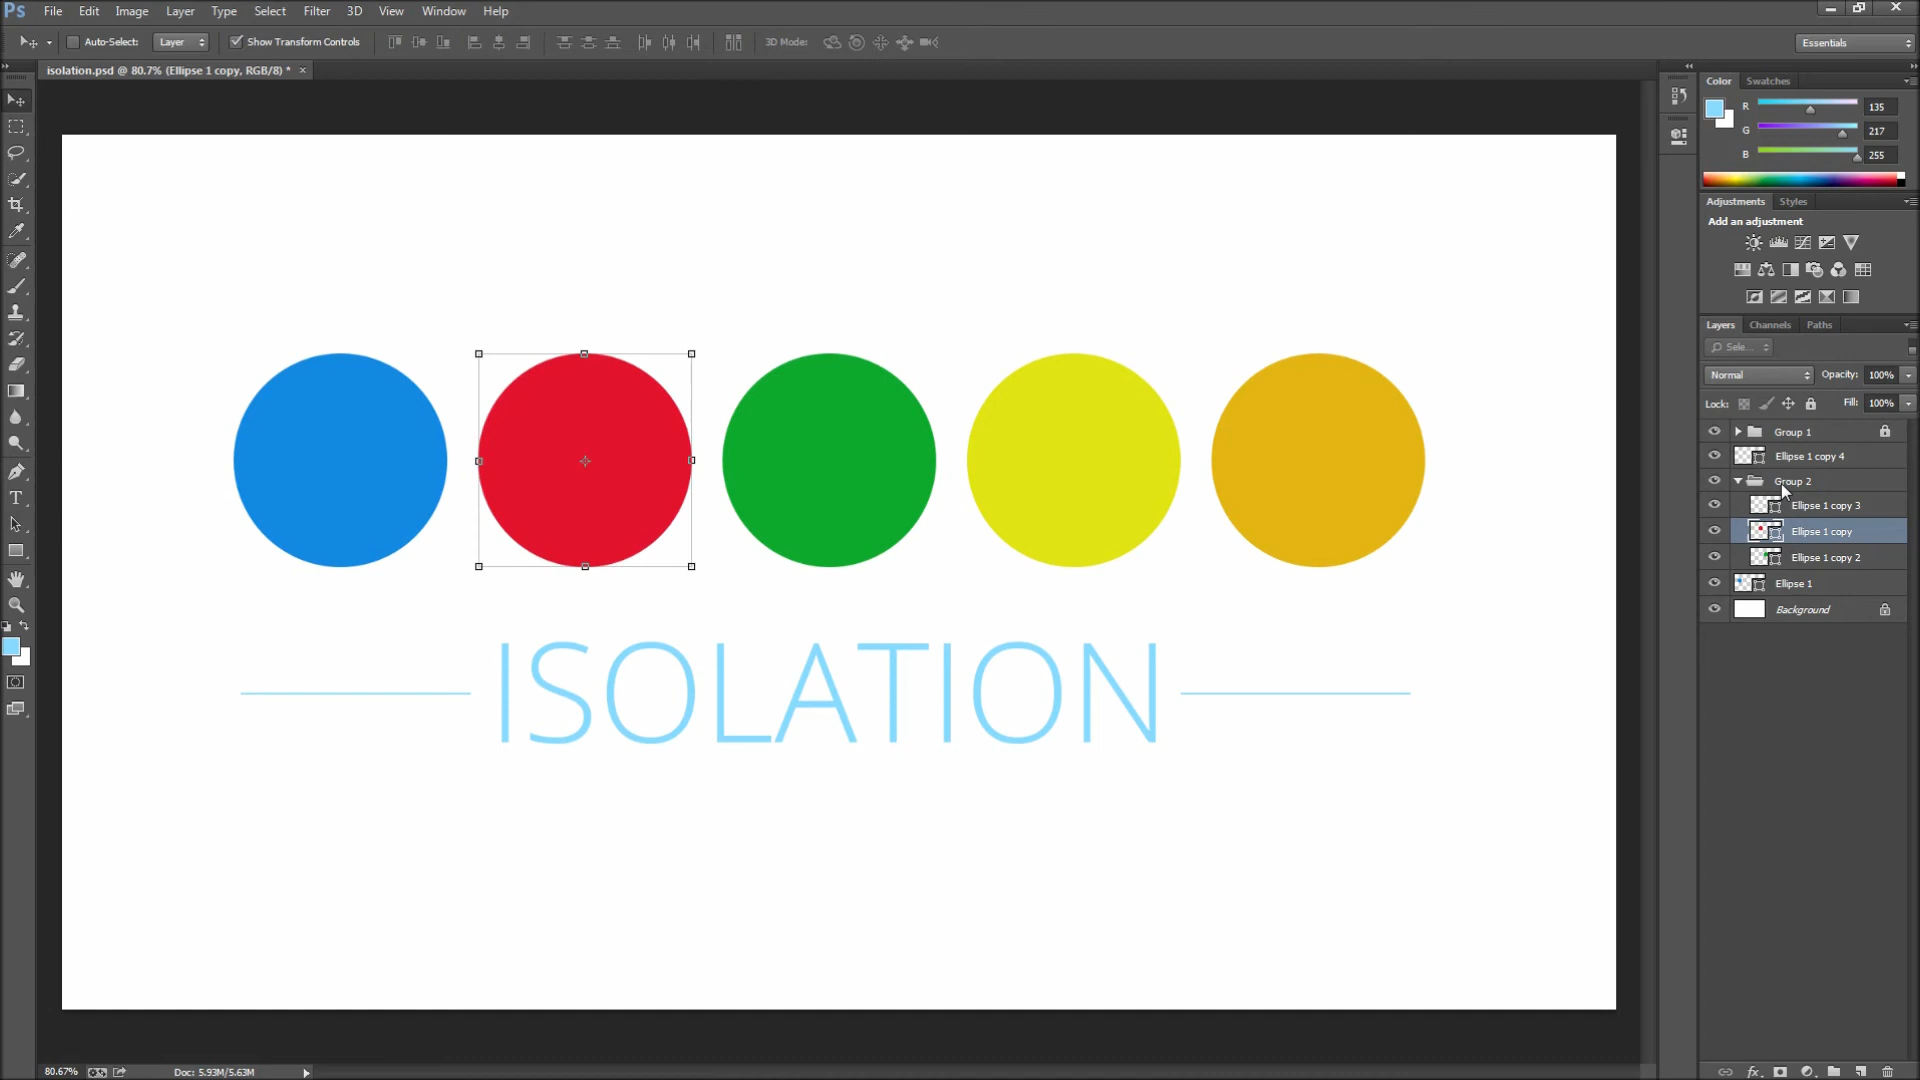 Ps File Edit Image Layer Type Select Filter 3D View Window Help
Auto-Select: Layer Show Transform Controls 3D Mode: Essentials
isolation.psd @ 80.7% (Ellipse 1 copy, RGB/8) * ×
Color Swatches
R 135
G 217
B 255
Adjustments Styles
Add an adjustment
Layers Channels Paths
Sele...
Normal Opacity: 100%
Lock: Fill: 100%
Group 1
Ellipse 1 copy 4
Group 2
Ellipse 1 copy 3
Ellipse 1 copy
Ellipse 1 copy 2
Ellipse 1
Background
ISOLATION
80.67% Doc: 5.93M/5.63M
fx